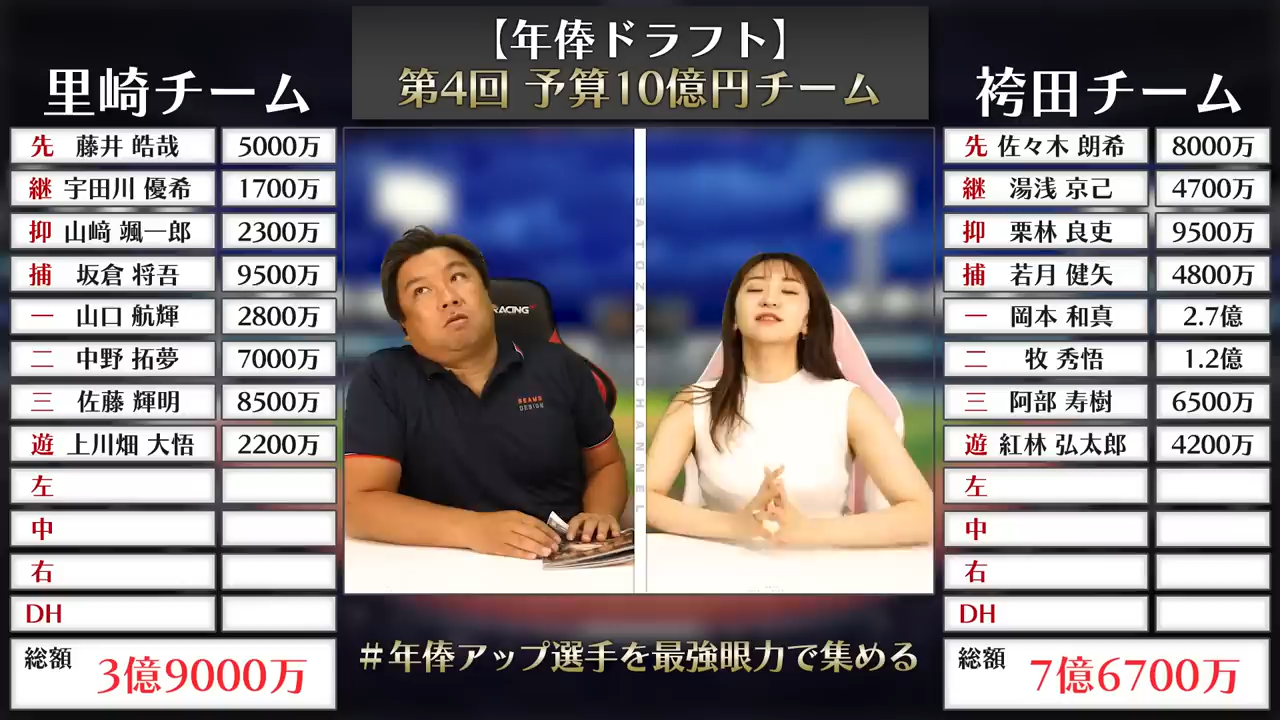 【年俸ドラフト】
第4回 予算10億円チーム
里崎チーム
先 藤井 皓哉 5000万
継 宇田川 優希 1700万
抑 山﨑 颯一郎 2300万
捕 坂倉 将吾 9500万
一 山口 航輝 2800万
二 中野 拓夢 7000万
三 佐藤 輝明 8500万
遊 上川畑 大悟 2200万
左
中
右
DH
総額 3億9000万
RACING
BEAMS
DESIGN
SATOZAKI CHANNEL
袴田チーム
先 佐々木 朗希 8000万
継 湯浅 京己 4700万
抑 栗林 良吏 9500万
捕 若月 健矢 4800万
一 岡本 和真 2.7億
二 牧 秀悟 1.2億
三 阿部 寿樹 6500万
遊 紅林 弘太郎 4200万
左
中
右
DH
総額 7億6700万
#年俸アップ選手を最強眼力で集める